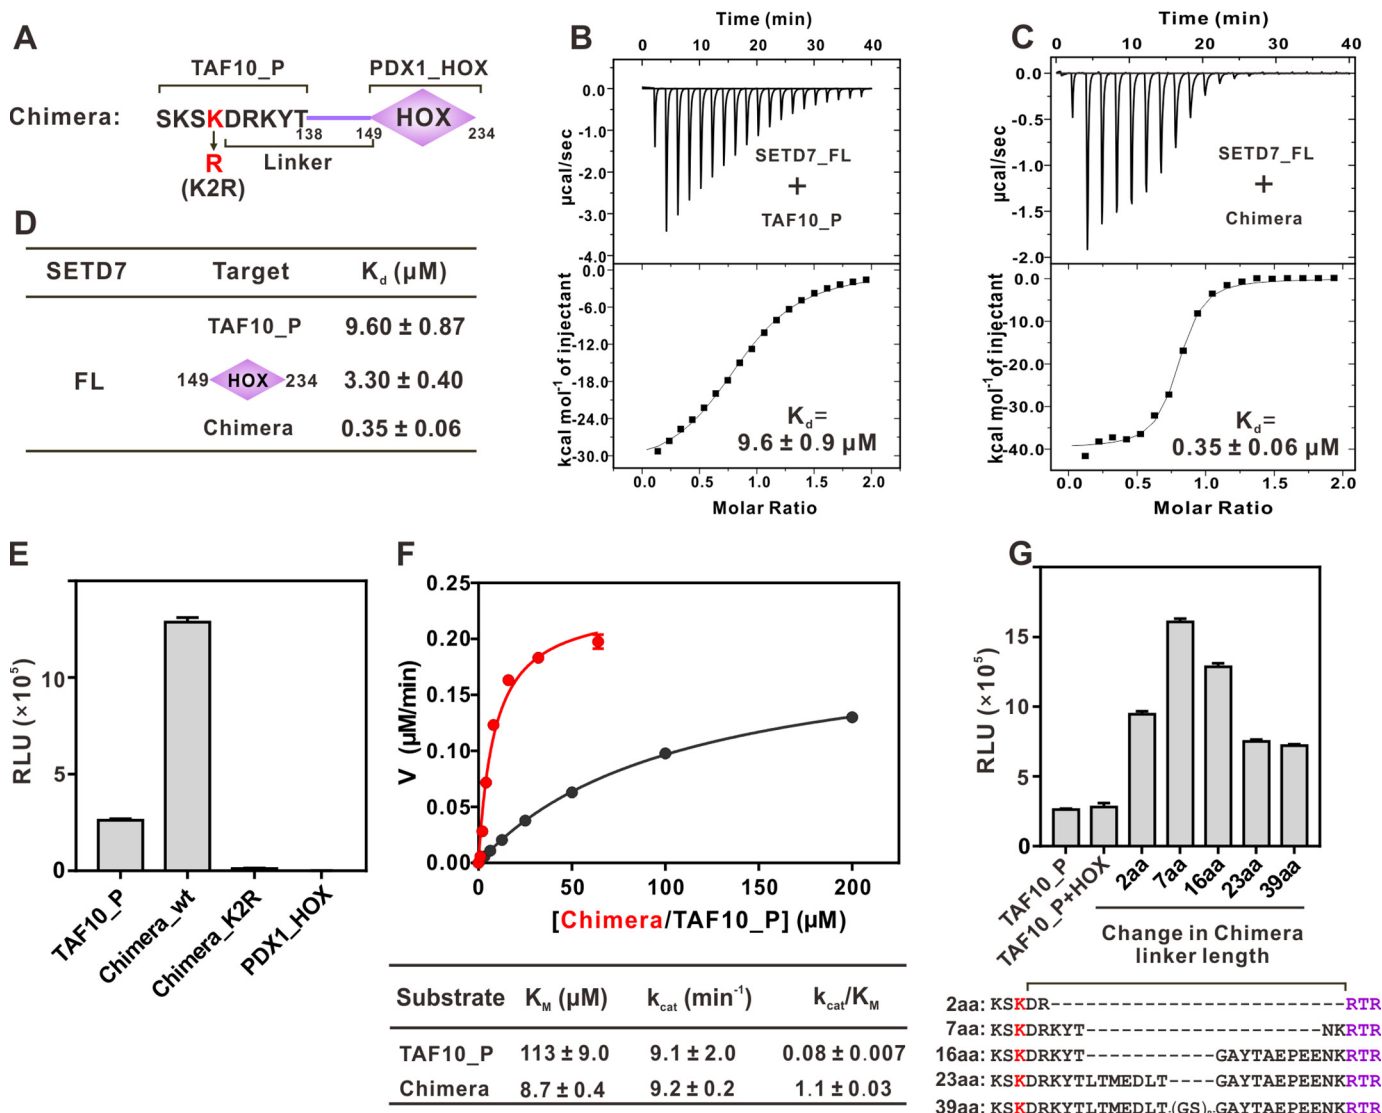 A
TAF10_P
PDX1_HOX
Chimera:
SKSKDRKYT
138
149
HOX
234
Linker
R
(K2R)
B
Time (min)
0 10 20 30 40
0.0
-1.0
-2.0
-3.0
-4.0
µcal/sec
SETD7_FL
+
TAF10_P
0.0
-6.0
-12.0
-18.0
-24.0
-30.0
kcal mol⁻¹ of injectant
Kd=
9.6 ± 0.9 µM
0.0 0.5 1.0 1.5 2.0
Molar Ratio
C
Time (min)
0 10 20 30 40
0.0
-0.5
-1.0
-1.5
-2.0
µcal/sec
SETD7_FL
+
Chimera
0.0
-10.0
-20.0
-30.0
-40.0
kcal mol⁻¹ of injectant
Kd=
0.35 ± 0.06 µM
0.0 0.5 1.0 1.5 2.0
Molar Ratio
D
SETD7 Target Kd (µM)
TAF10_P 9.60 ± 0.87
FL 149 HOX 234 3.30 ± 0.40
Chimera 0.35 ± 0.06
E
RLU (×10⁵)
10
5
0
TAF10_P
Chimera_wt
Chimera_K2R
PDX1_HOX
F
V (µM/min)
0.25
0.20
0.15
0.10
0.05
0.00
0 50 100 150 200
[Chimera/TAF10_P] (µM)
Substrate KM (µM) kcat (min⁻¹) kcat/KM
TAF10_P 113 ± 9.0 9.1 ± 2.0 0.08 ± 0.007
Chimera 8.7 ± 0.4 9.2 ± 0.2 1.1 ± 0.03
G
RLU (×10⁵)
15
10
5
0
TAF10_P
TAF10_P+HOX
2aa
7aa
16aa
23aa
39aa
Change in Chimera
linker length
2aa: KSKDR----------------------RTR
7aa: KSKDRKYT-----------------NKRTR
16aa: KSKDRKYT---------GAYTAEPEENKRTR
23aa: KSKDRKYTLTMEDLT----GAYTAEPEENKRTR
39aa: KSKDRKYTLTMEDLT(GS) GAYTAEPEENKRTR